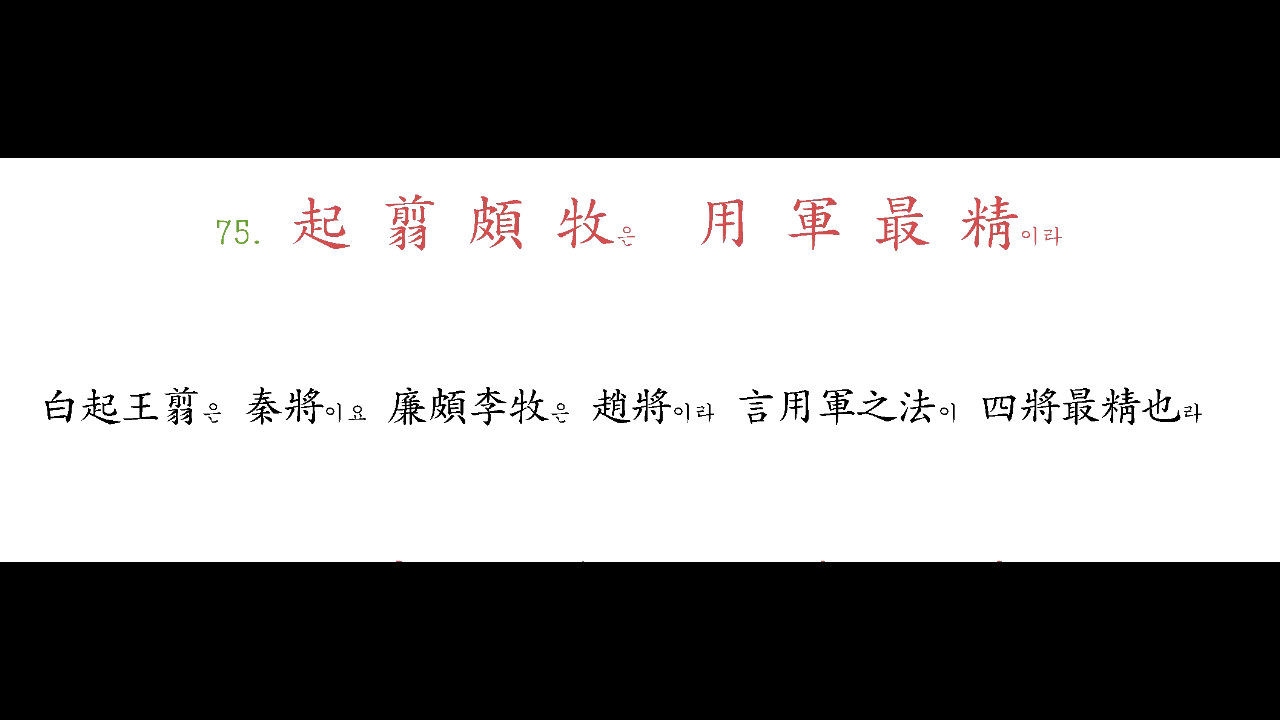 75. 起 翦 頗 牧은 用 軍 最 精이라
白起王翦은 秦將이요 廉頗李牧은 趙將이라 言用軍之法이 四將最精也라